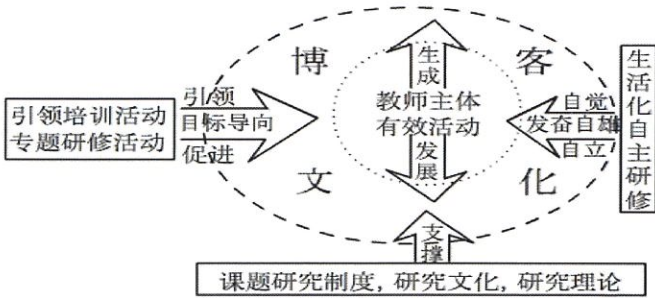 博 客
生成
教师主体
有效活动
发展
文 化
引领培训活动
专题研修活动
引领
目标导向
促进
自觉
发奋自雄
自立
生活化自主研修
支撑
课题研究制度, 研究文化, 研究理论